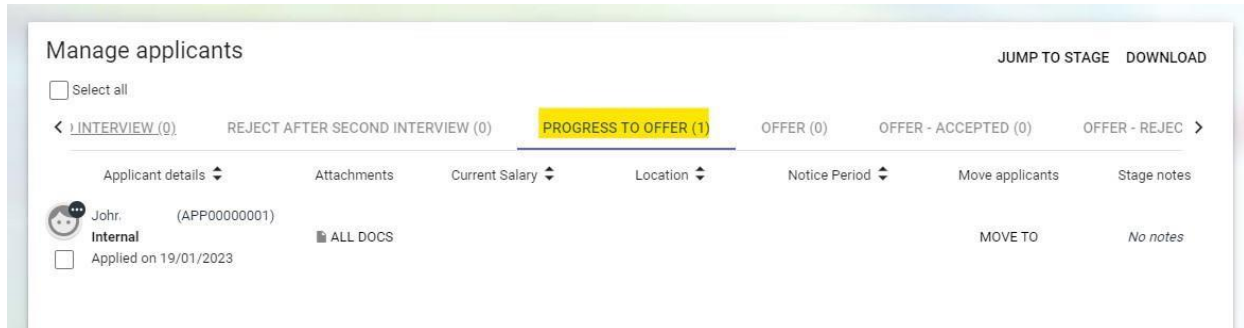 Manage applicants
JUMP TO STAGE DOWNLOAD
Select all
INTERVIEW (0) REJECT AFTER SECOND INTERVIEW (0) PROGRESS TO OFFER (1) OFFER (0) OFFER - ACCEPTED (0) OFFER - REJEC
Applicant details Attachments Current Salary Location Notice Period Move applicants Stage notes
Johr. (APP00000001)
Internal ALL DOCS MOVE TO No notes
Applied on 19/01/2023